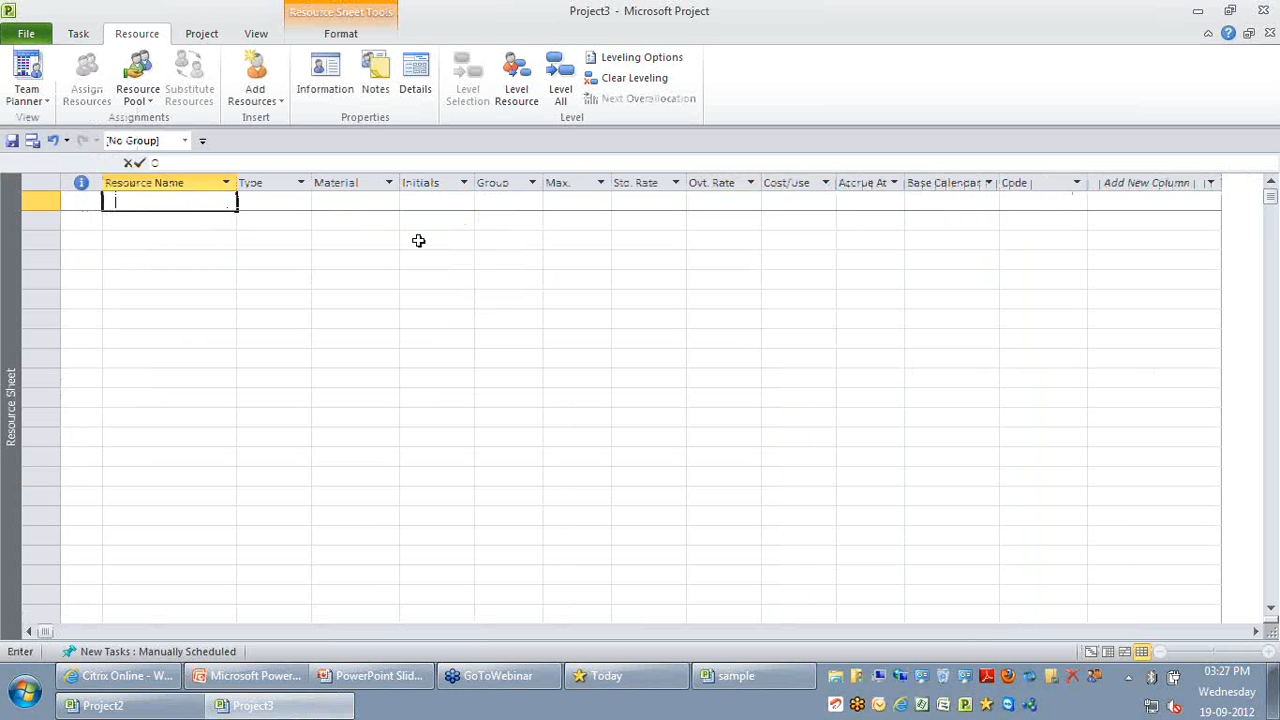 Resource Sheet Tools
Project3 - Microsoft Project
File Task Resource Project View Format
Team Planner
Assign Resources
Resource Pool
Substitute Resources
Add Resources
Information
Notes
Details
Level Selection
Level Resource
Level All
Leveling Options
Clear Leveling
Next Overallocation
View
Assignments
Insert
Properties
Level
[No Group]
Resource Name Type Material Initials Group Max. Std. Rate Ovt. Rate Cost/Use Accrue At Base Calendar Code Add New Column
Resource Sheet
Enter New Tasks : Manually Scheduled
Citrix Online - W... Microsoft Power... PowerPoint Slid... GoToWebinar Today sample
03:27 PM
Project2 Project3
Wednesday
19-09-2012